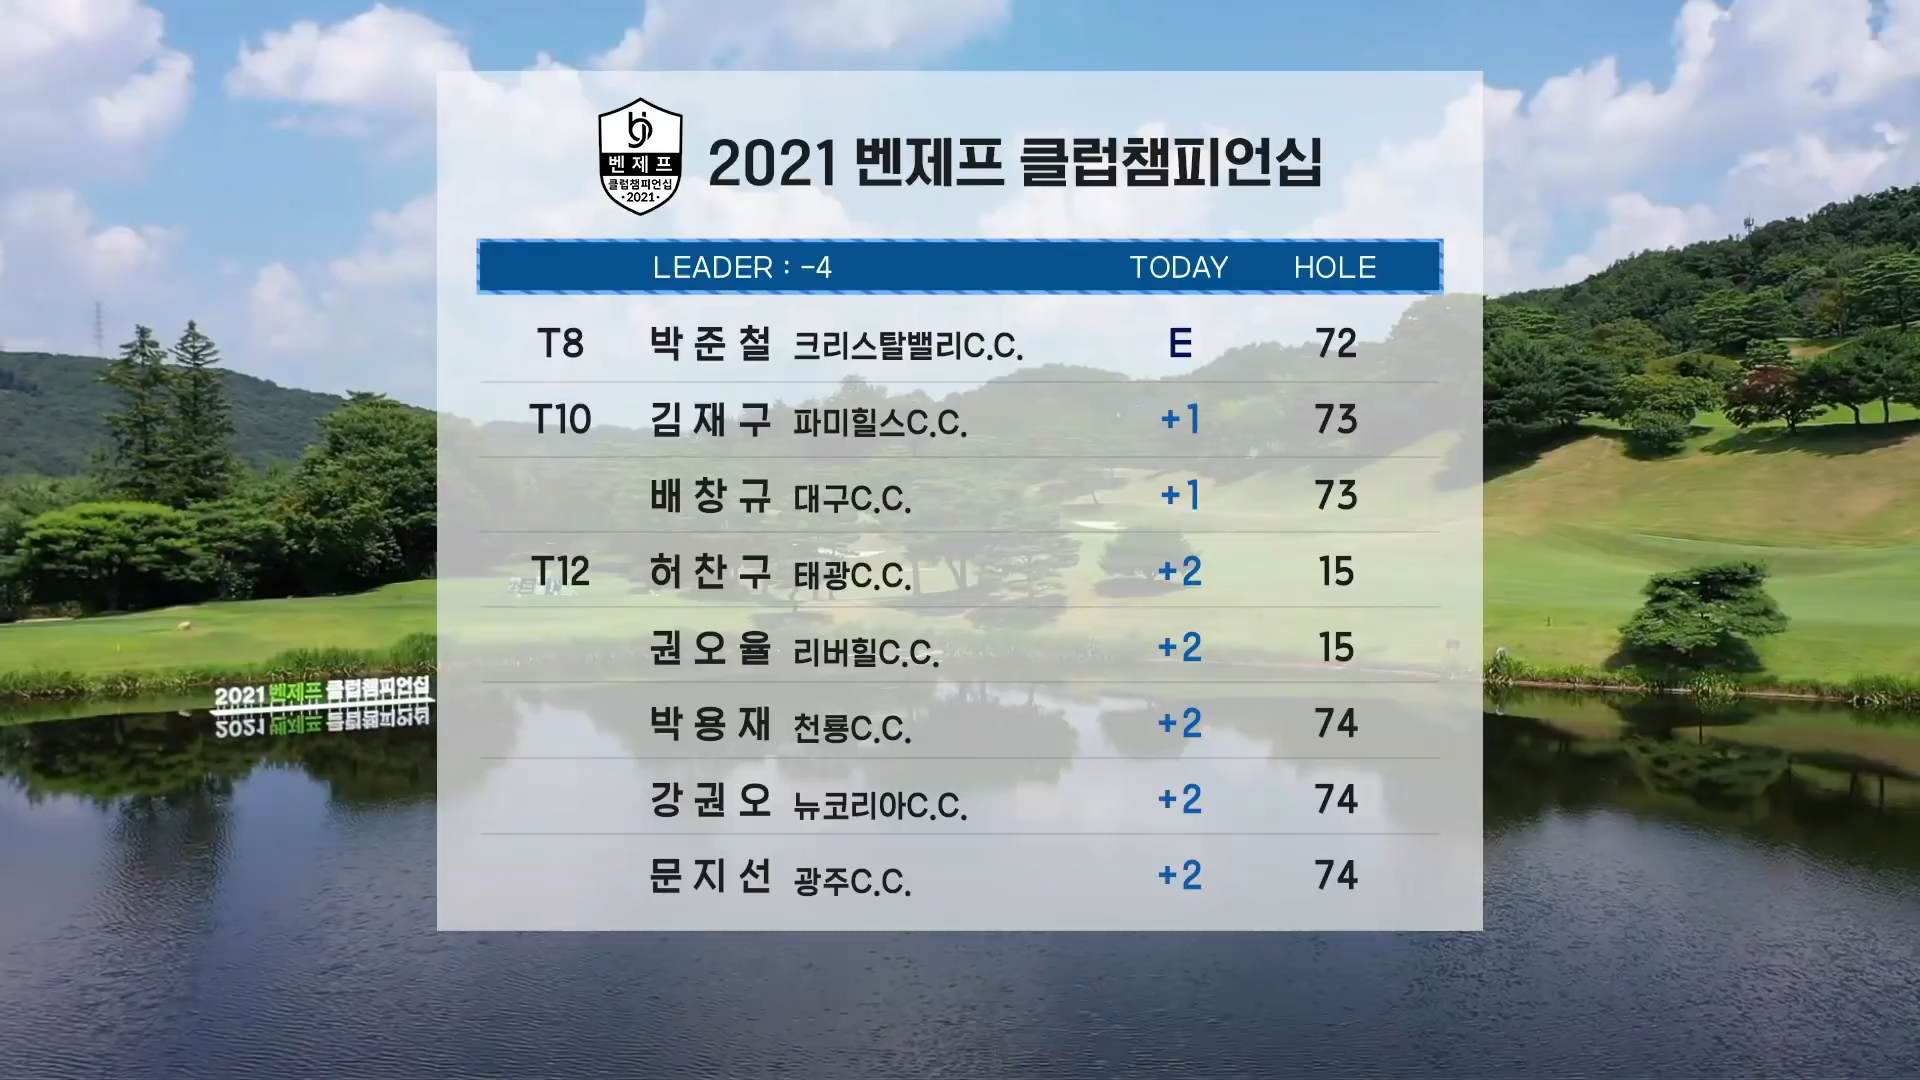 bj
벤제프
클럽챔피언십
·2021·
2021 벤제프 클럽챔피언십
LEADER : -4 TODAY HOLE
T8 박준철 크리스탈밸리C.C. E 72
T10 김재구 파미힐스C.C. +1 73
배창규 대구C.C. +1 73
T12 허찬구 태광C.C. +2 15
권오율 리버힐C.C. +2 15
박용재 천룡C.C. +2 74
강권오 뉴코리아C.C. +2 74
문지선 광주C.C. +2 74
2021 벤제프 클럽챔피언십